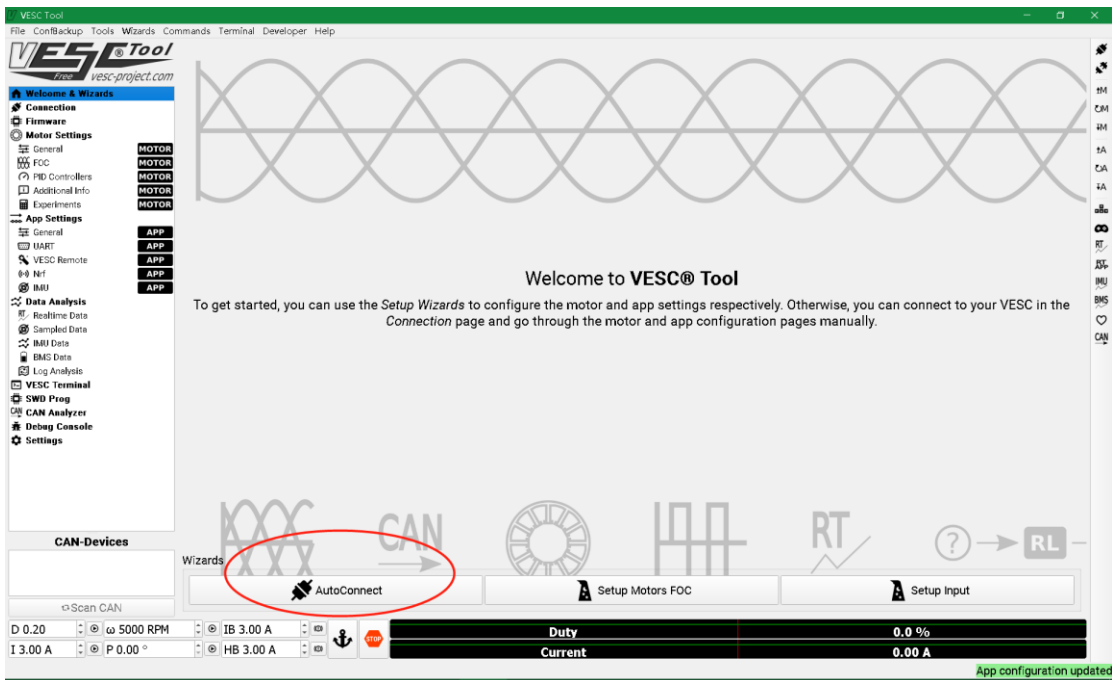 VESC Tool
File ConfBackup Tools Wizards Commands Terminal Developer Help
VESC® Tool
Free vesc-project.com
Welcome & Wizards
Connection
Firmware
Motor Settings
General MOTOR
FOC MOTOR
PID Controllers MOTOR
Additional Info MOTOR
Experiments MOTOR
App Settings
General APP
UART APP
VESC Remote APP
Nrf APP
IMU APP
Data Analysis
Realtime Data
Sampled Data
IMU Data
BMS Data
Log Analysis
VESC Terminal
SWD Prog
CAN Analyzer
Debug Console
Settings
CAN-Devices
Scan CAN
Welcome to VESC® Tool
To get started, you can use the Setup Wizards to configure the motor and app settings respectively. Otherwise, you can connect to your VESC in the
Connection page and go through the motor and app configuration pages manually.
CAN
RT
? RL
Wizards
AutoConnect
Setup Motors FOC
Setup Input
D 0.20 ω 5000 RPM IB 3.00 A
I 3.00 A P 0.00 ° HB 3.00 A
STOP
Duty 0.0 %
Current 0.00 A
App configuration updated
M
M
M
A
A
A
RT
RT
APP
IMU
BMS
CAN